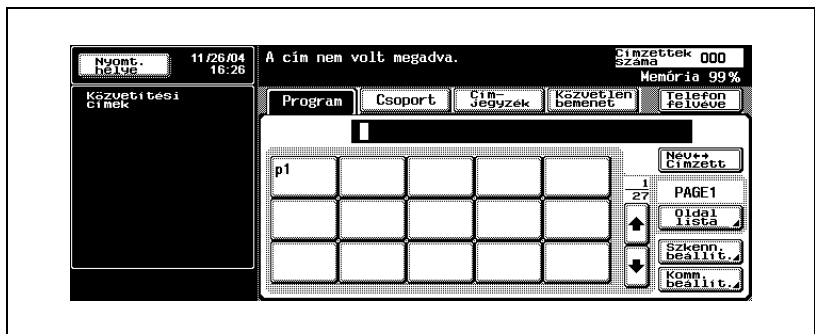 Nyomt.
helye
11/26/04
16:26
A cím nem volt megadva.
Címzettek
száma
000
Memória 99%
Közvetítési
címek
Program
Csoport
Cím-
jegyzék
Közvetlen
bemenet
Telefon
felvéve
Név↔
Címzett
p1
1
27
PAGE1
Oldal
lista
Szkenn.
beállít.
Komm.
beállít.